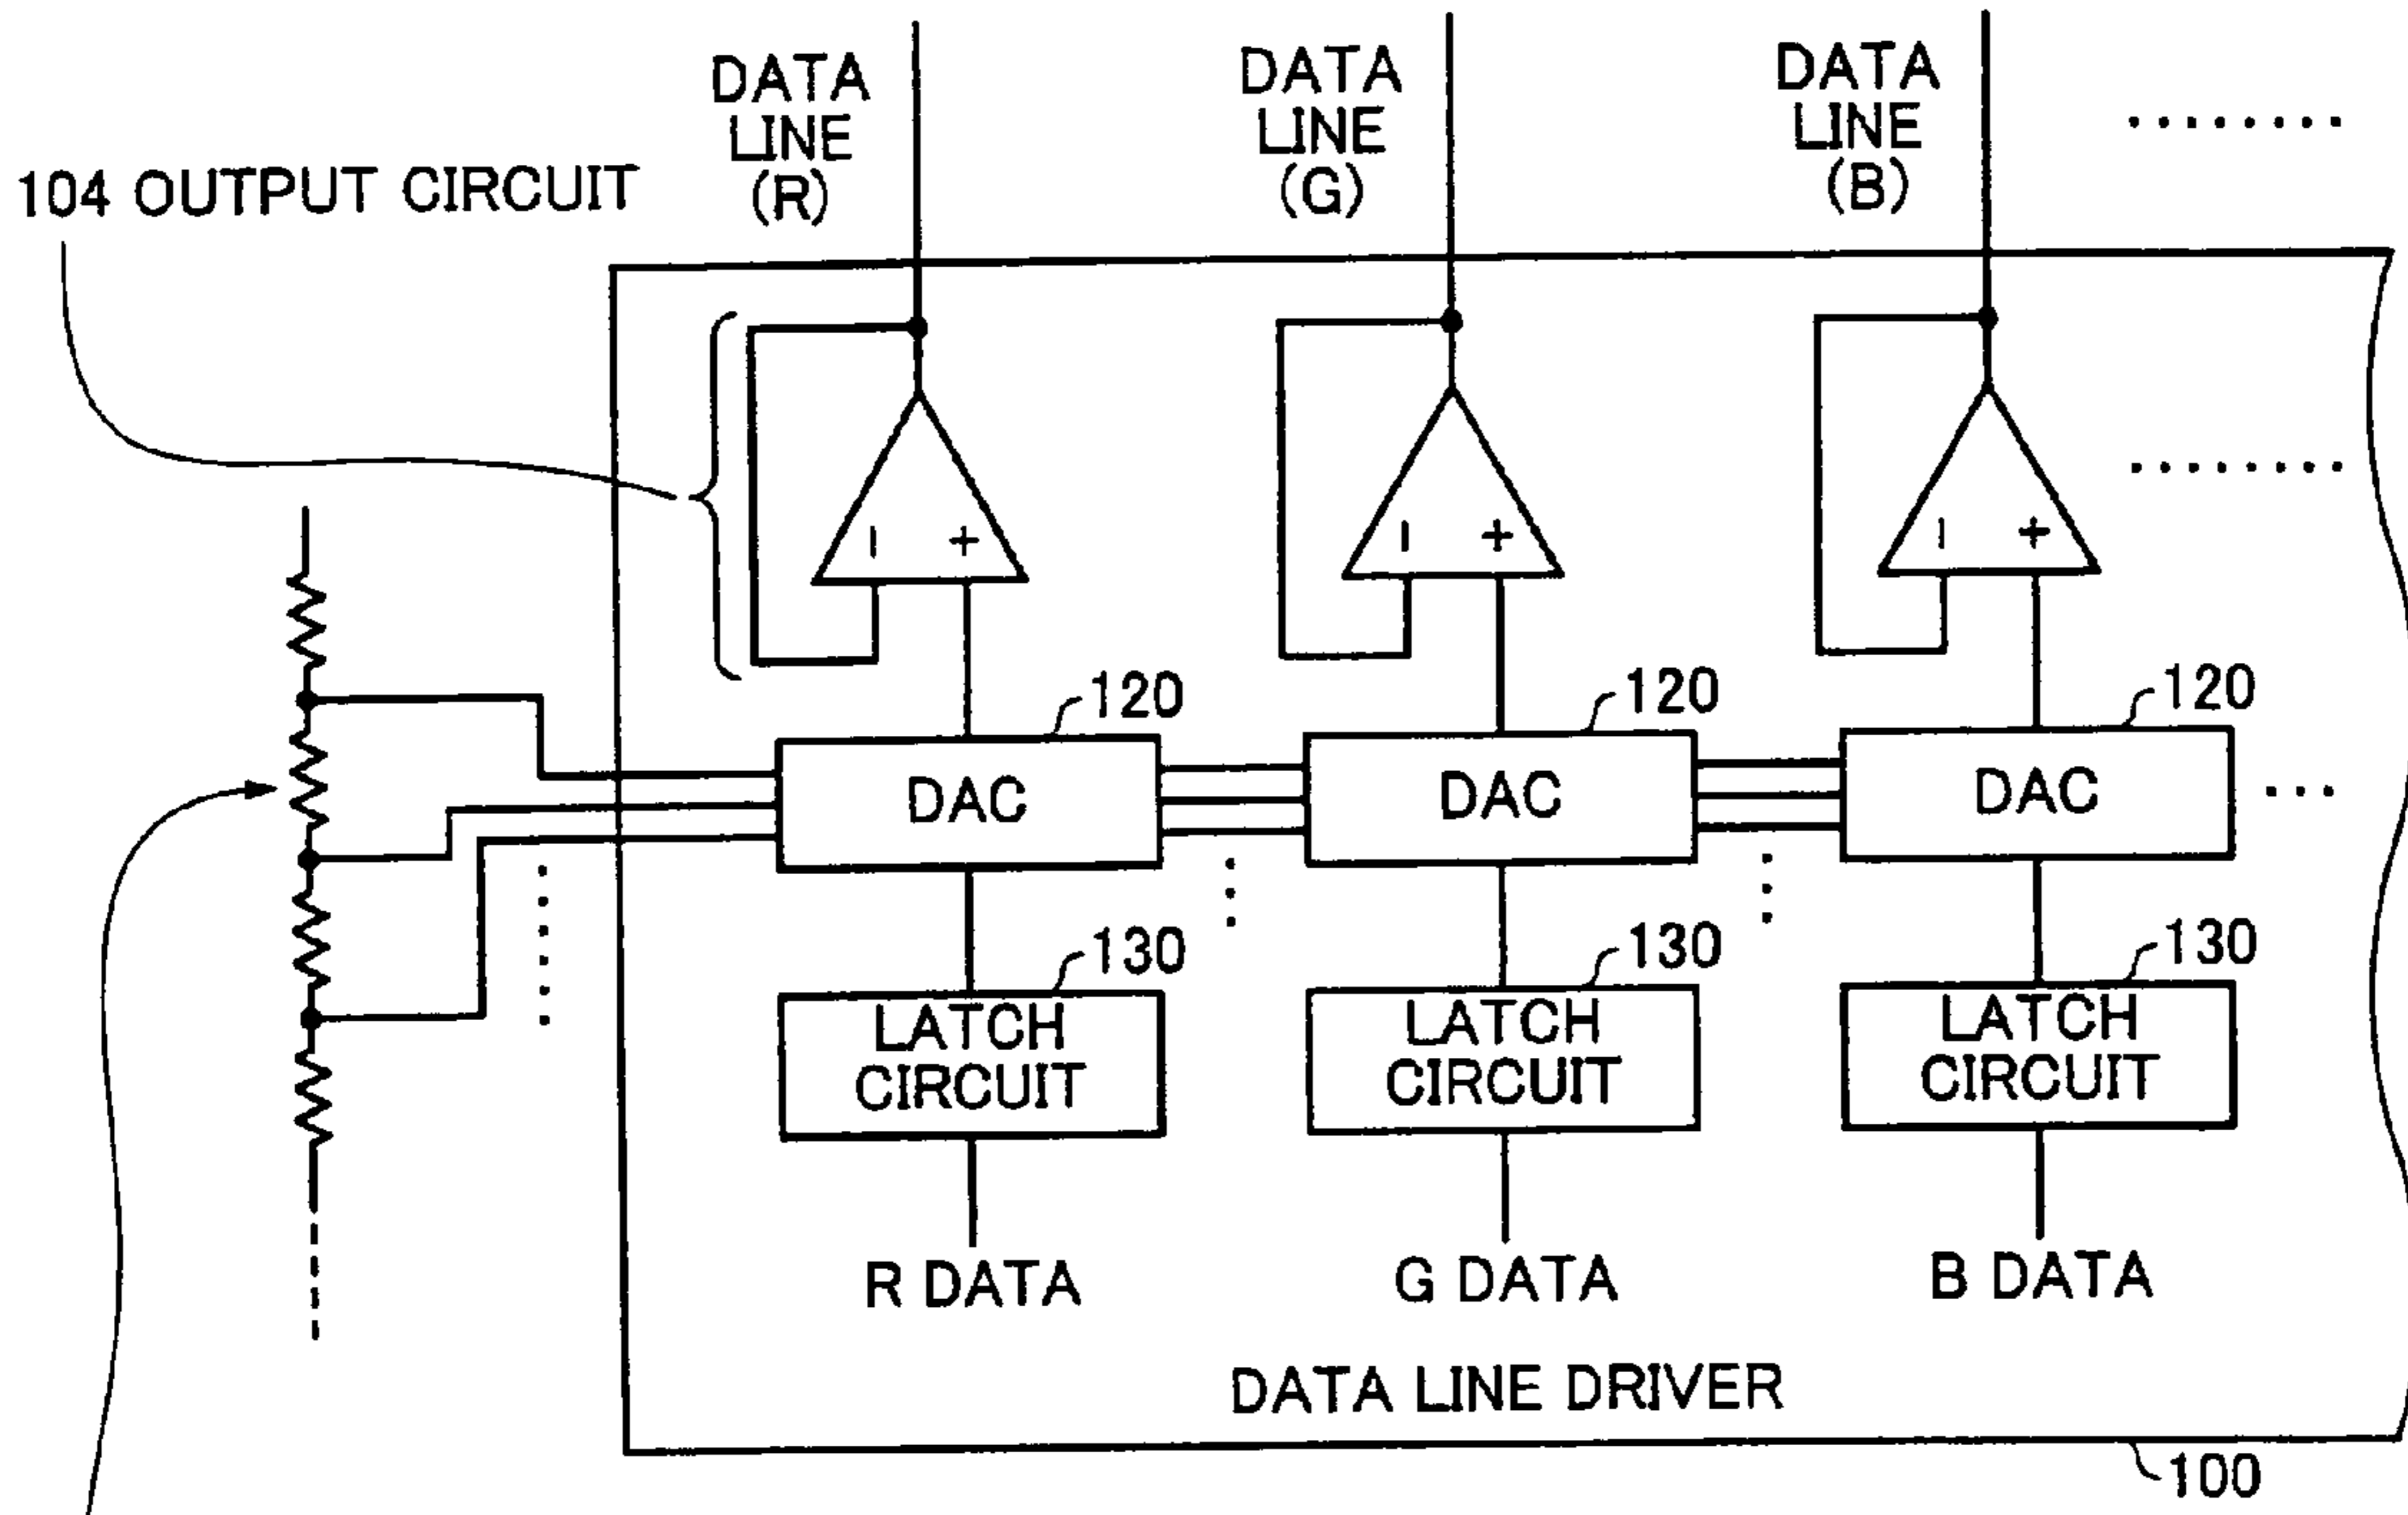 DATA
LINE
(R)
DATA
LINE
(G)
DATA
LINE
(B)
........
104 OUTPUT CIRCUIT
- +
- +
- +
........
120
120
120
DAC
DAC
DAC
...
130
130
130
LATCH
CIRCUIT
LATCH
CIRCUIT
LATCH
CIRCUIT
R DATA
G DATA
B DATA
DATA LINE DRIVER
100